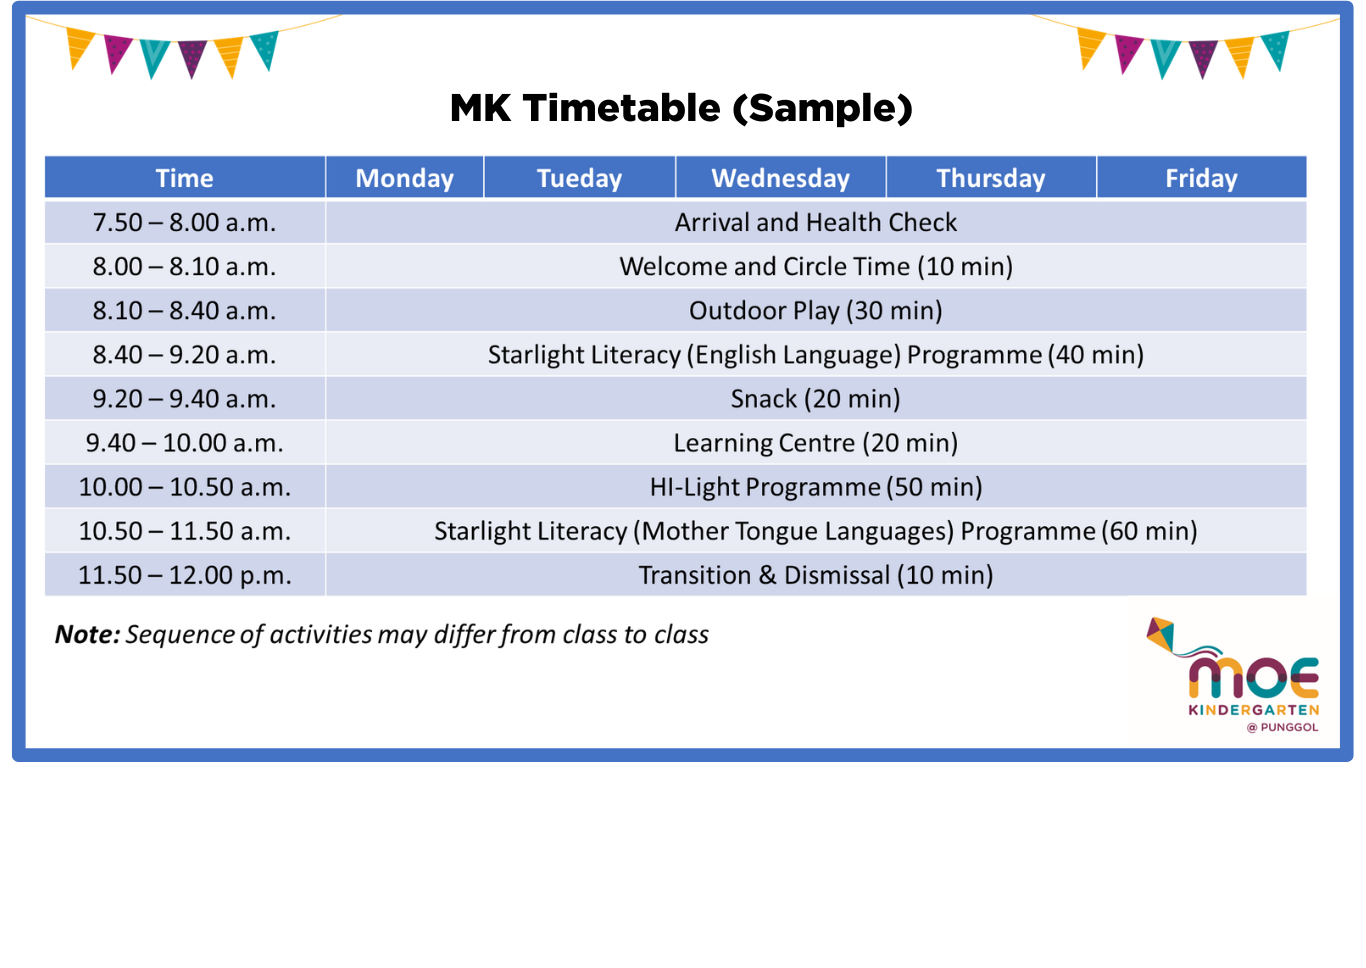 MK Timetable (Sample)
Time Monday Tueday Wednesday Thursday Friday
7.50 – 8.00 a.m. Arrival and Health Check
8.00 – 8.10 a.m. Welcome and Circle Time (10 min)
8.10 – 8.40 a.m. Outdoor Play (30 min)
8.40 – 9.20 a.m. Starlight Literacy (English Language) Programme (40 min)
9.20 – 9.40 a.m. Snack (20 min)
9.40 – 10.00 a.m. Learning Centre (20 min)
10.00 – 10.50 a.m. HI-Light Programme (50 min)
10.50 – 11.50 a.m. Starlight Literacy (Mother Tongue Languages) Programme (60 min)
11.50 – 12.00 p.m. Transition & Dismissal (10 min)
Note: Sequence of activities may differ from class to class
MOE
KINDERGARTEN
@ PUNGGOL